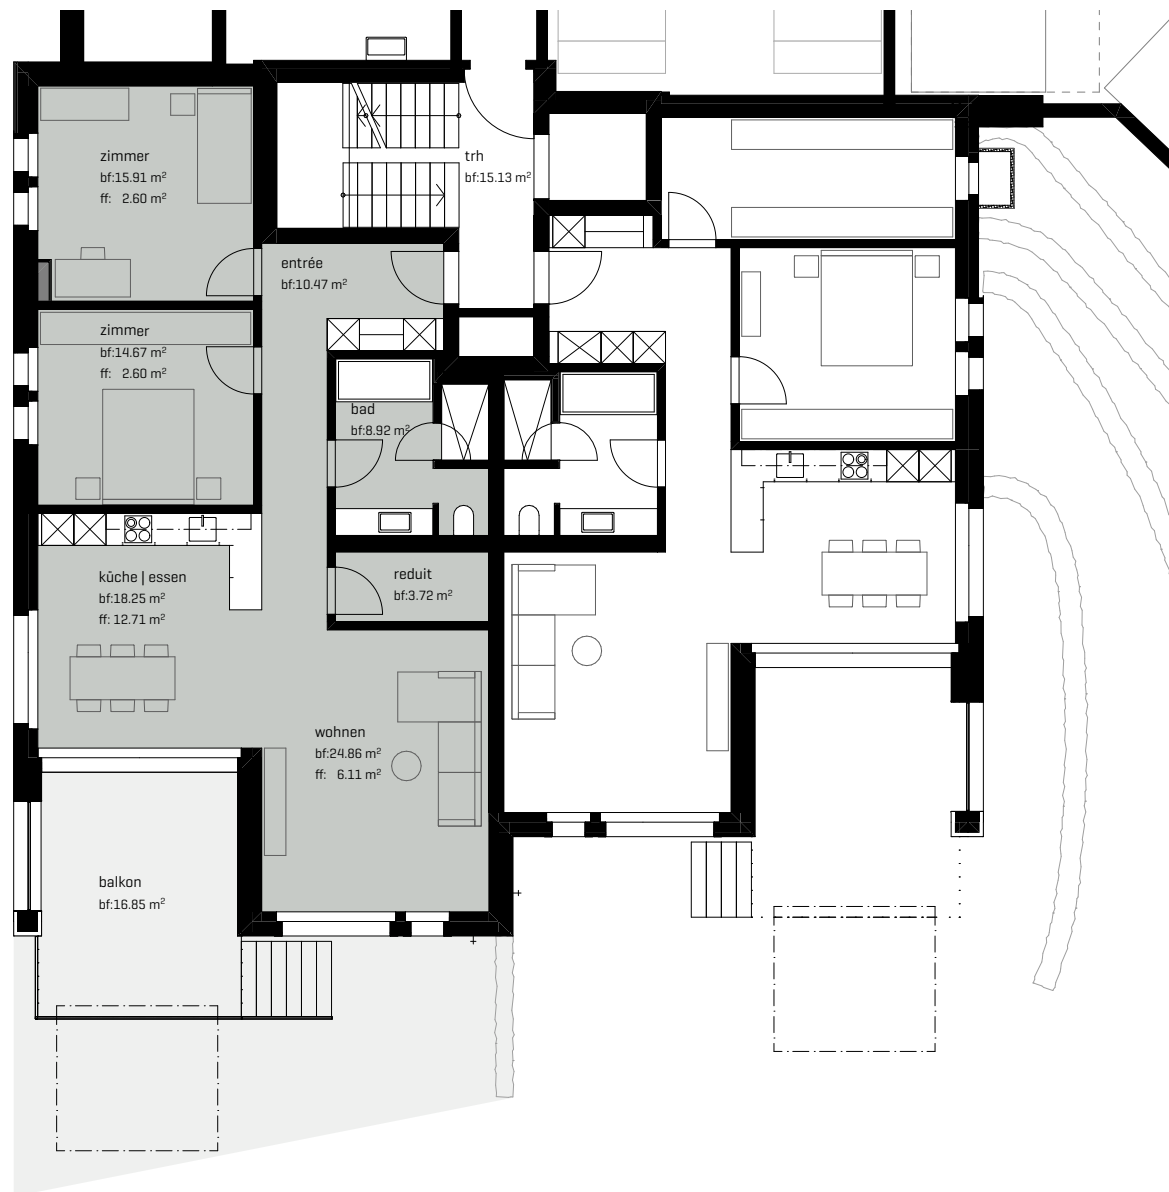 zimmer
bf:15.91 m²
ff: 2.60 m²
trh
bf:15.13 m²
entrée
bf:10.47 m²
zimmer
bf:14.67 m²
ff: 2.60 m²
bad
bf:8.92 m²
küche | essen
bf:18.25 m²
ff: 12.71 m²
reduit
bf:3.72 m²
wohnen
bf:24.86 m²
ff: 6.11 m²
balkon
bf:16.85 m²